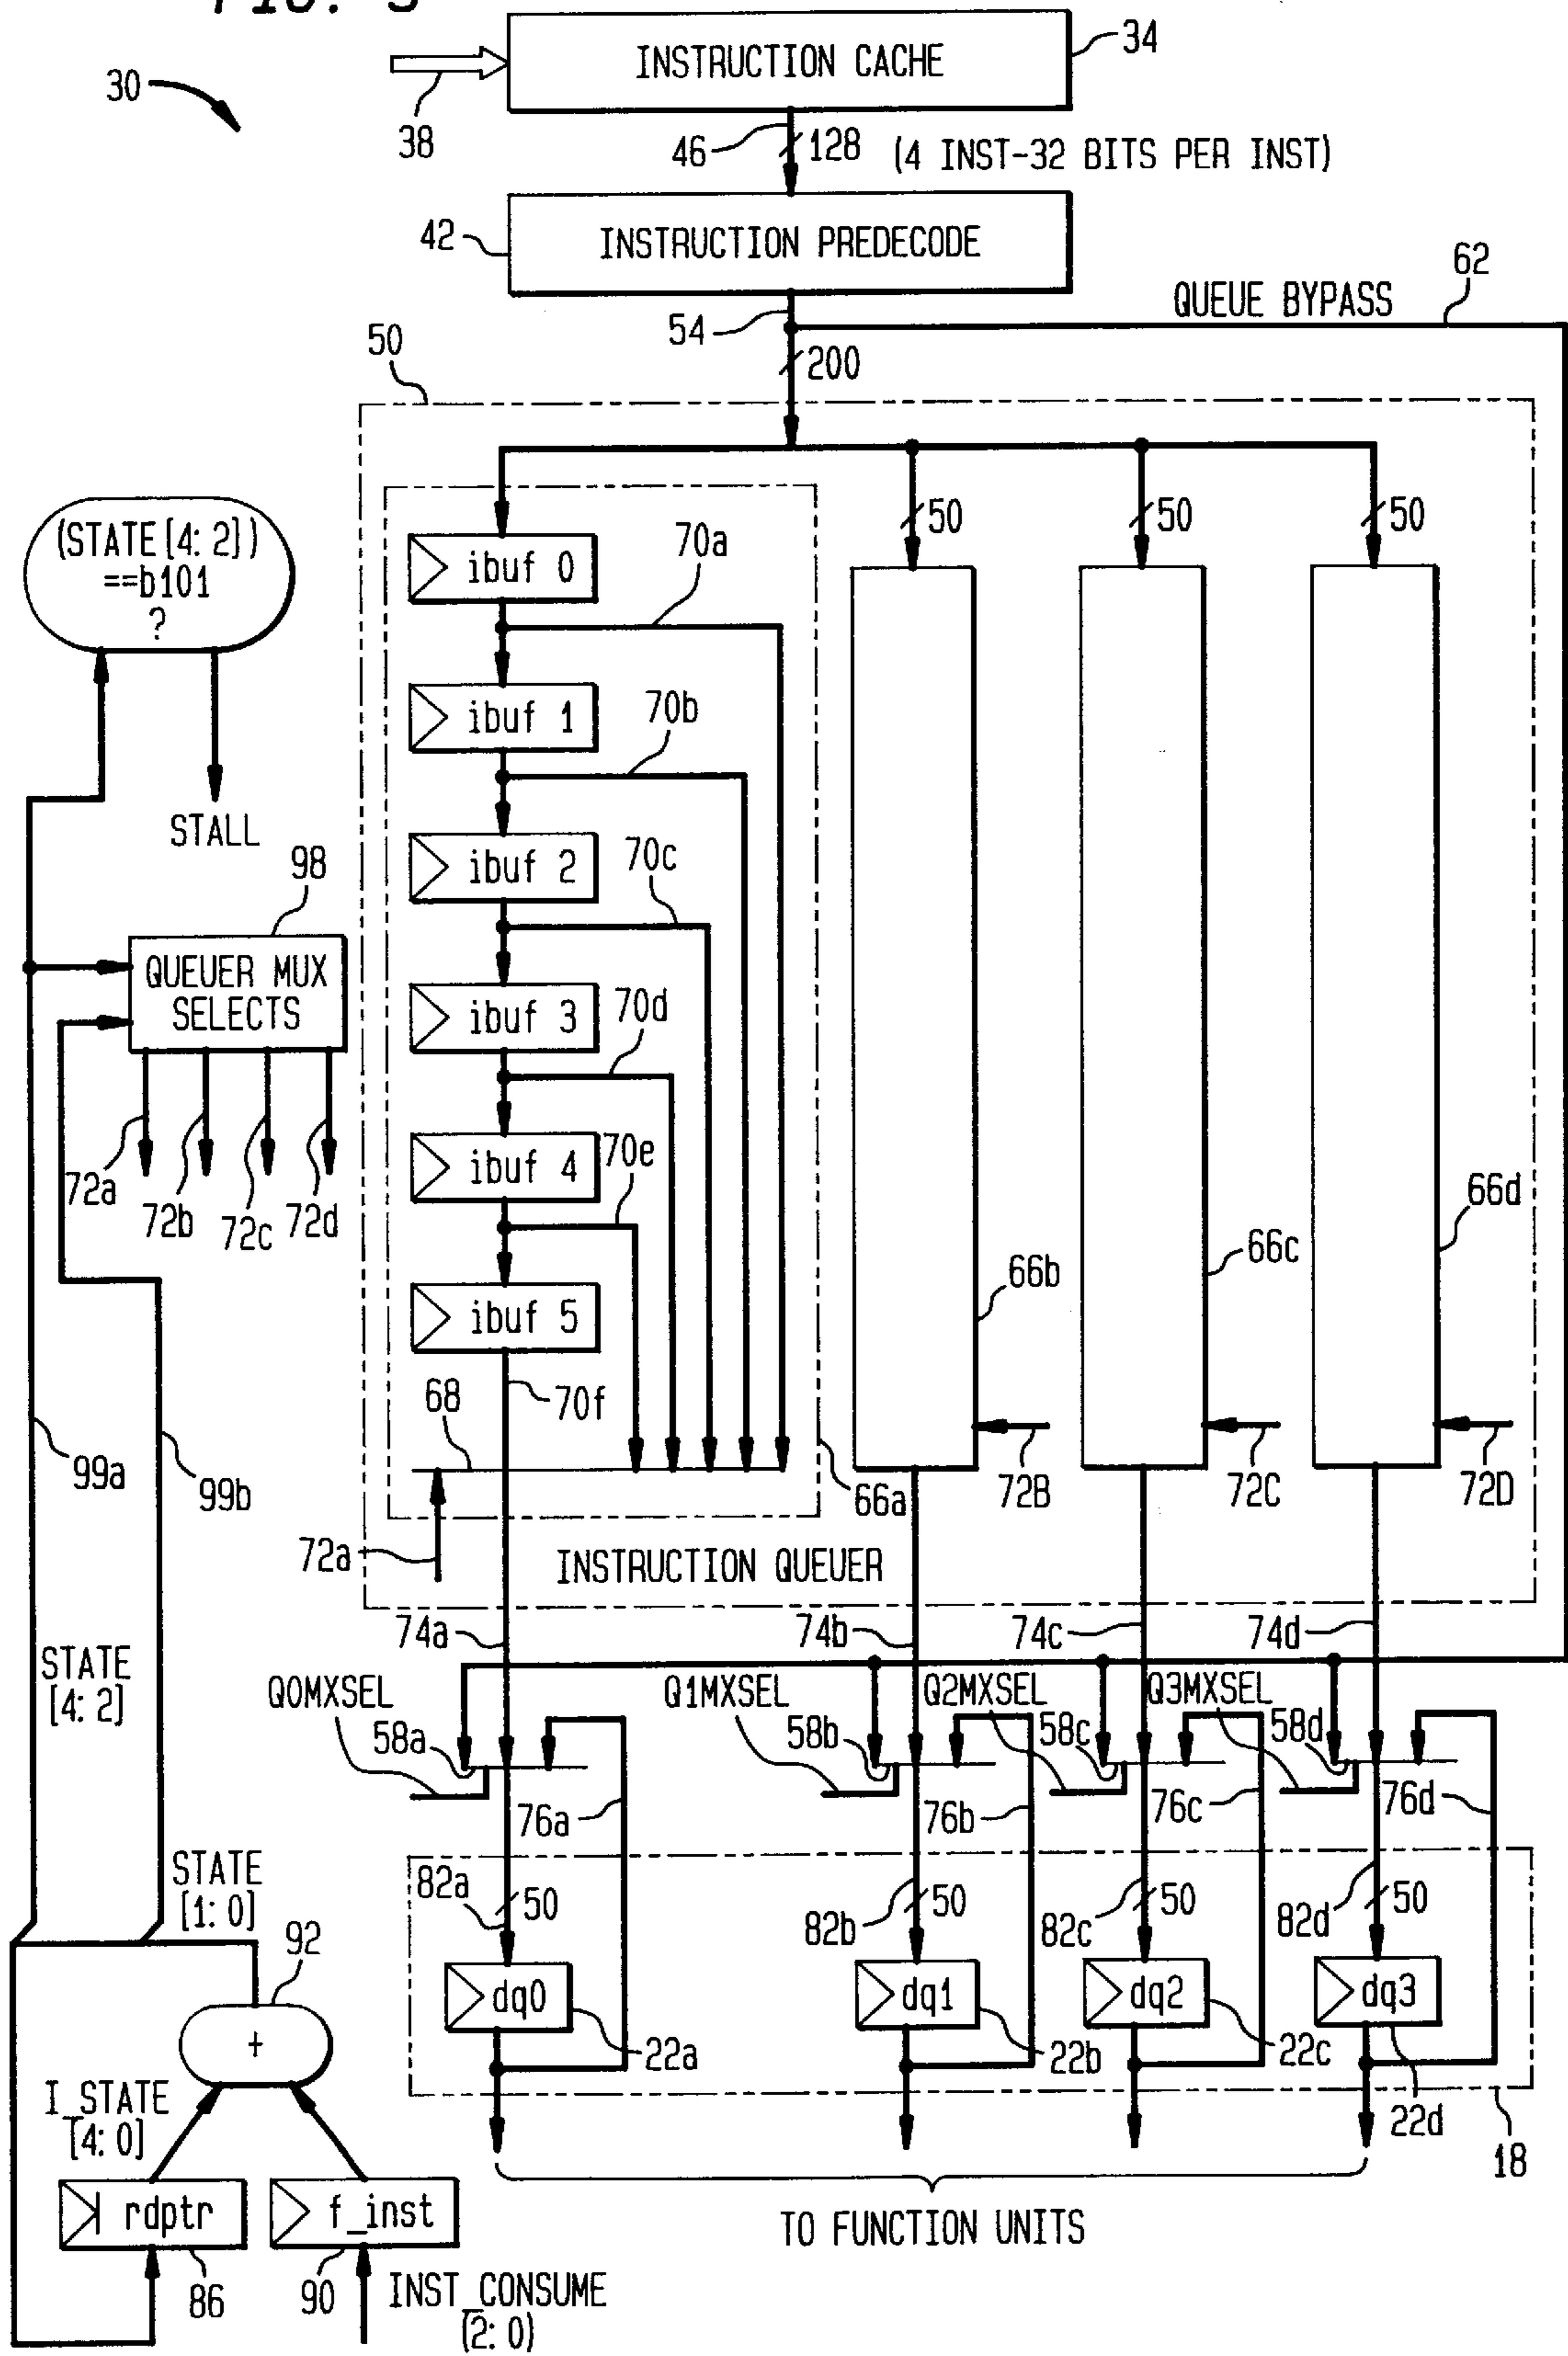 FIG. 3
30
INSTRUCTION CACHE
34
38
46
128
(4 INST-32 BITS PER INST)
42
INSTRUCTION PREDECODE
54
QUEUE BYPASS
62
50
200
(STATE[4: 2])
==b101
?
STALL
ibuf 0
70a
50
50
50
ibuf 1
70b
ibuf 2
70c
98
QUEUER MUX
SELECTS
ibuf 3
70d
72a
72b
72c
72d
ibuf 4
70e
66d
66c
66b
ibuf 5
70f
68
99a
99b
66a
72B
72C
72D
72a
INSTRUCTION QUEUER
74a
74b
74c
74d
STATE
[4: 2]
Q0MXSEL
Q1MXSEL
Q2MXSEL
Q3MXSEL
58a
58b
58c
58d
76a
76b
76c
76d
STATE
[1: 0]
82a
50
82b
50
82c
50
82d
50
92
+
dq0
dq1
dq2
dq3
22a
22b
22c
22d
18
I_STATE
[4: 0]
rdptr
f_inst
86
90
INST_CONSUME
(2: 0)
TO FUNCTION UNITS